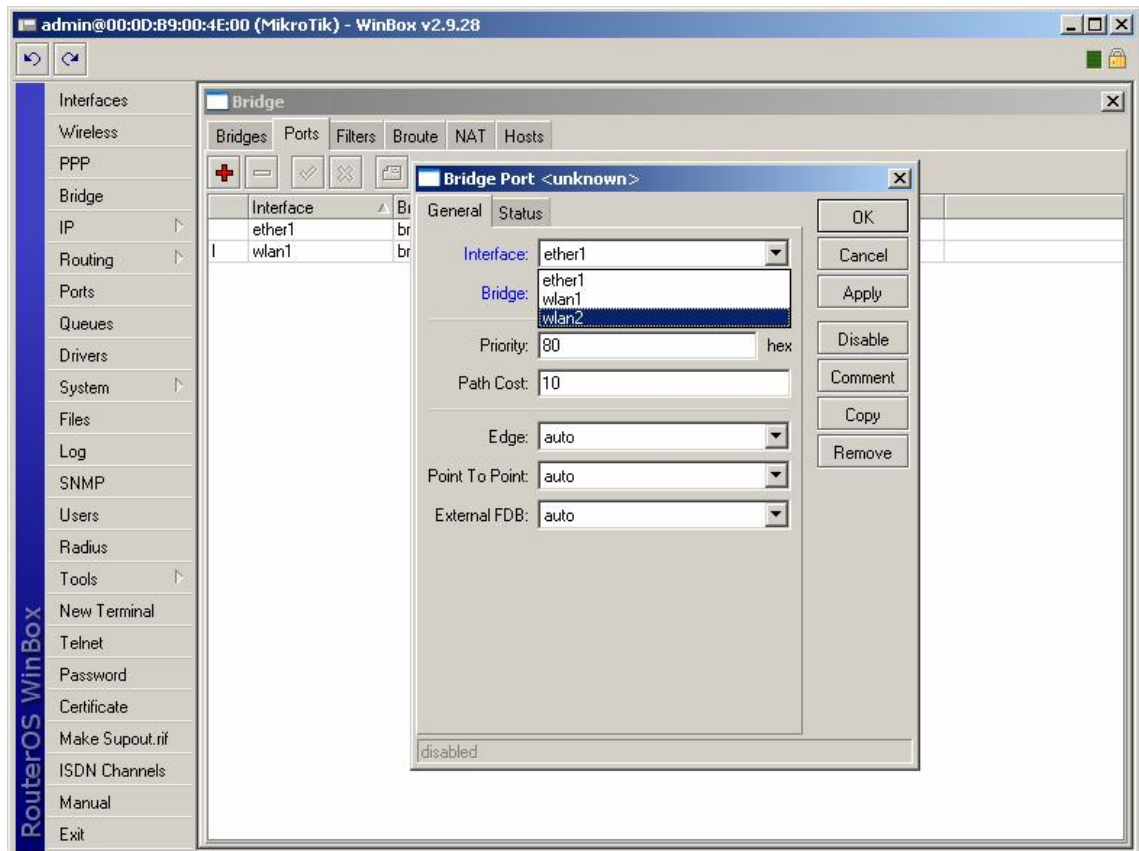 admin@00:0D:B9:00:4E:00 (MikroTik) - WinBox v2.9.28
RouterOS WinBox
Interfaces
Wireless
PPP
Bridge
IP
Routing
Ports
Queues
Drivers
System
Files
Log
SNMP
Users
Radius
Tools
New Terminal
Telnet
Password
Certificate
Make Supout.rif
ISDN Channels
Manual
Exit
Bridge
Bridges Ports Filters Broute NAT Hosts
Interface Br
ether1 br
I wlan1 br
Bridge Port <unknown>
General Status
Interface: ether1
ether1
wlan1
wlan2
Bridge:
Priority: 80 hex
Path Cost: 10
Edge: auto
Point To Point: auto
External FDB: auto
OK
Cancel
Apply
Disable
Comment
Copy
Remove
disabled